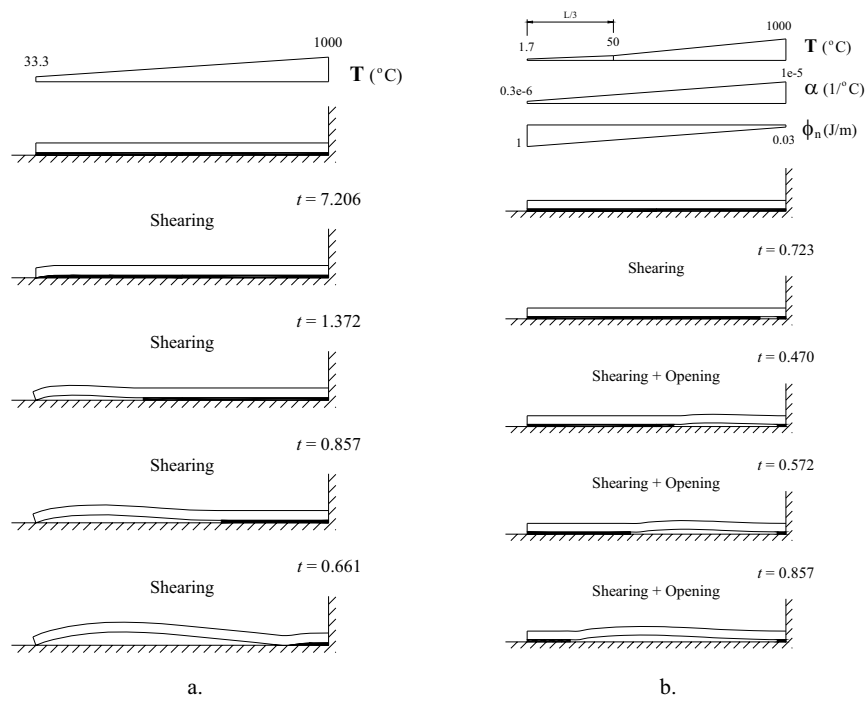 1000
33.3
T (°C)
t = 7.206
Shearing
t = 1.372
Shearing
t = 0.857
Shearing
t = 0.661
Shearing
a.
L/3
1000
1.7
50
T (°C)
1e-5
0.3e-6
α (1/°C)
ϕn (J/m)
1
0.03
t = 0.723
Shearing
t = 0.470
Shearing + Opening
t = 0.572
Shearing + Opening
t = 0.857
Shearing + Opening
b.